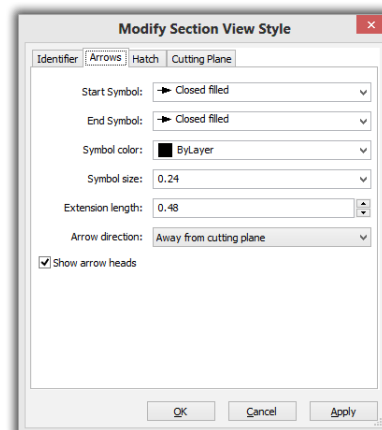 Modify Section View Style
Identifier Arrows Hatch Cutting Plane
Start Symbol: Closed filled
End Symbol: Closed filled
Symbol color: ByLayer
Symbol size: 0.24
Extension length: 0.48
Arrow direction: Away from cutting plane
Show arrow heads
OK Cancel Apply